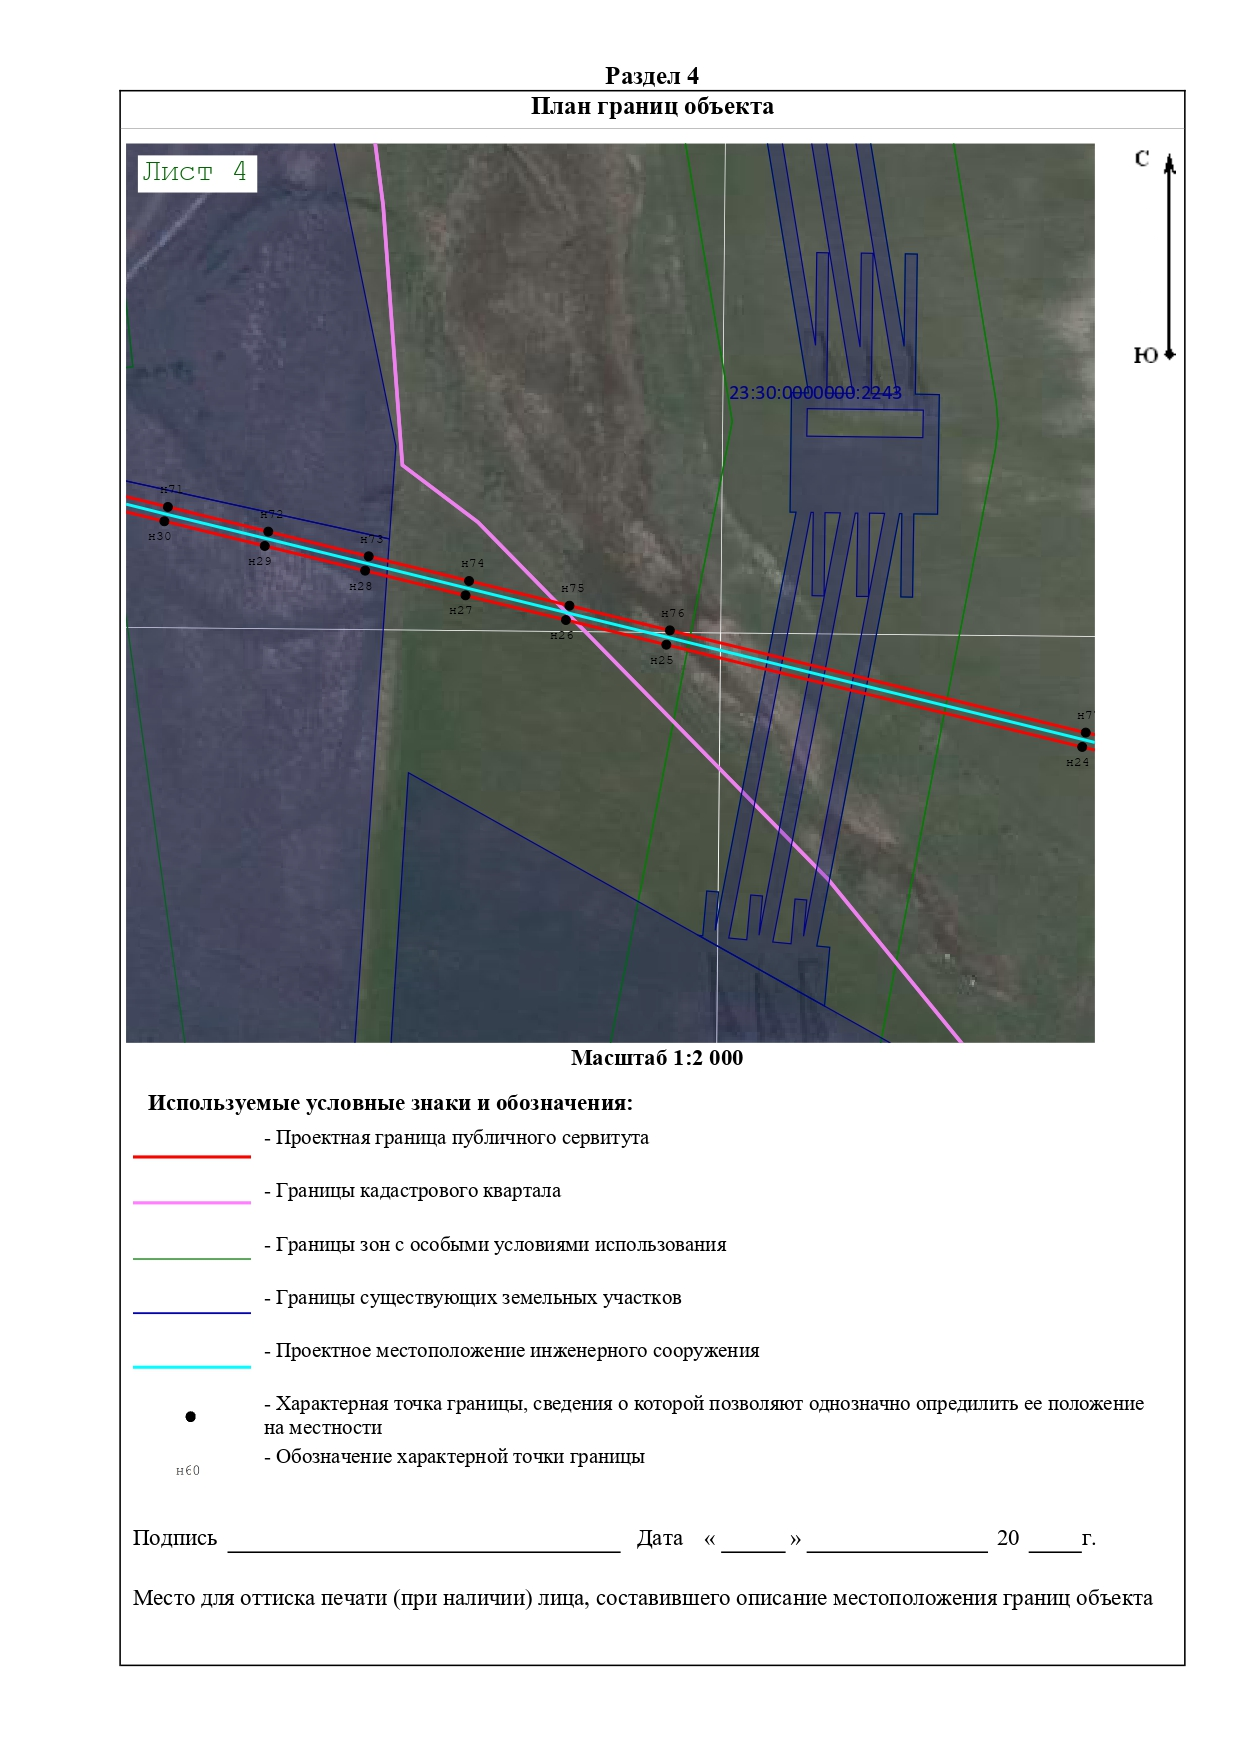 Раздел 4
План границ объекта
Лист 4
С
Ю
23:30:0000000:2243
н71
н72
н73
н74
н75
н76
н30
н29
н28
н27
н26
н25
н24
Масштаб 1:2 000
Используемые условные знаки и обозначения:
- Проектная граница публичного сервитута
- Границы кадастрового квартала
- Границы зон с особыми условиями использования
- Границы существующих земельных участков
- Проектное местоположение инженерного сооружения
- Характерная точка границы, сведения о которой позволяют однозначно опредилить ее положение
на местности
- Обозначение характерной точки границы
н60
Подпись Дата « » 20 г.
Место для оттиска печати (при наличии) лица, составившего описание местоположения границ объекта